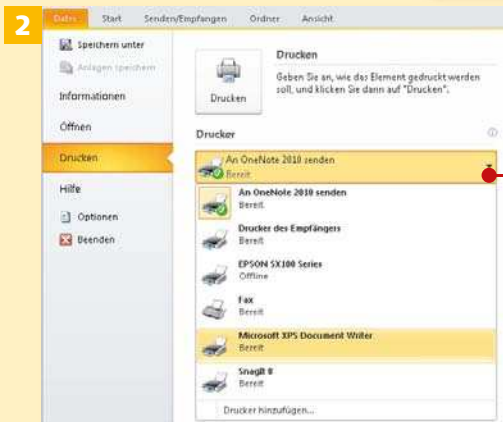 2
Datei Start Senden/Empfangen Ordner Ansicht
Speichern unter
Anlagen speichern
Informationen
Öffnen
Drucken
Hilfe
Optionen
Beenden
Drucken
Drucken
Geben Sie an, wie das Element gedruckt werden
soll, und klicken Sie dann auf "Drucken".
Drucker
An OneNote 2010 senden
Bereit
An OneNote 2010 senden
Bereit
Drucker des Empfängers
Bereit
EPSON SX100 Series
Offline
Fax
Bereit
Microsoft XPS Document Writer
Bereit
SnagIt 8
Bereit
Drucker hinzufügen...